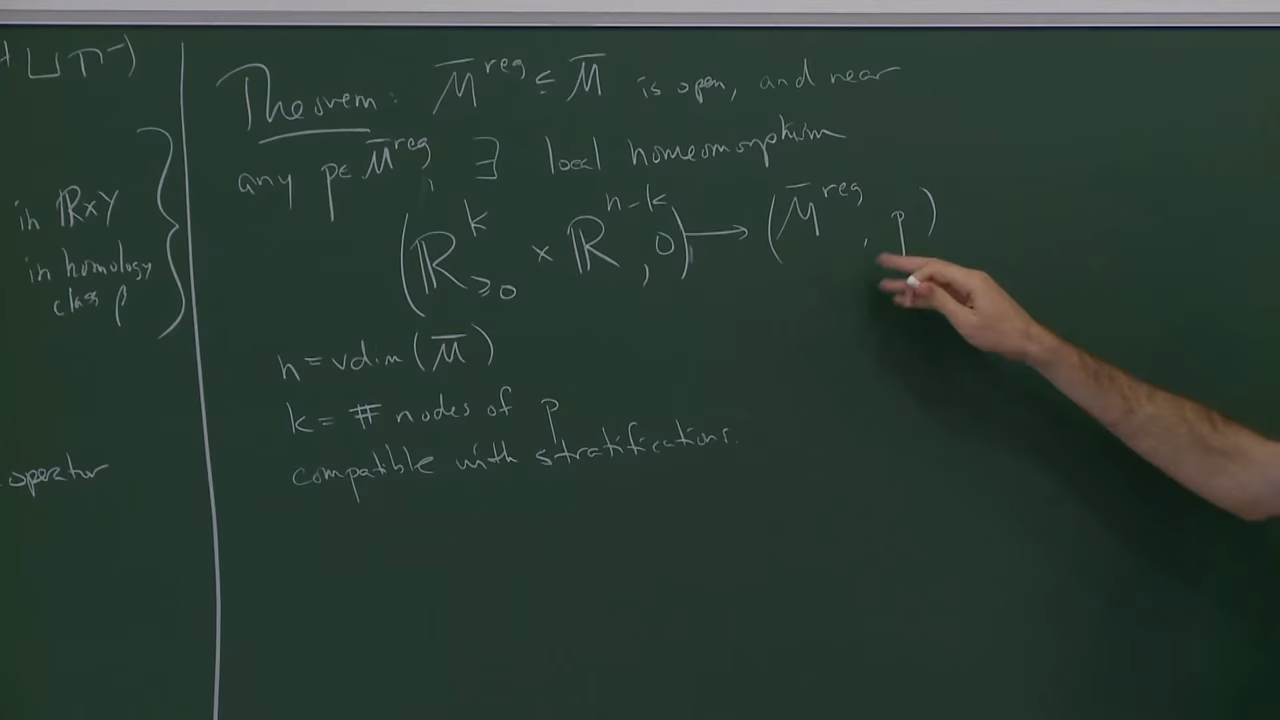 ⊔ Γ⁻)
in ℝ×Y
in homology
class β
operator
Theorem: M̄^reg ⊆ M̄ is open, and near
any p∈M̄^reg, ∃ local homeomorphism
(ℝ^k_≥0 × ℝ^n-k, 0) → (M̄^reg, p)
n = vdim(M̄)
k = # nodes of p
compatible with stratifications.